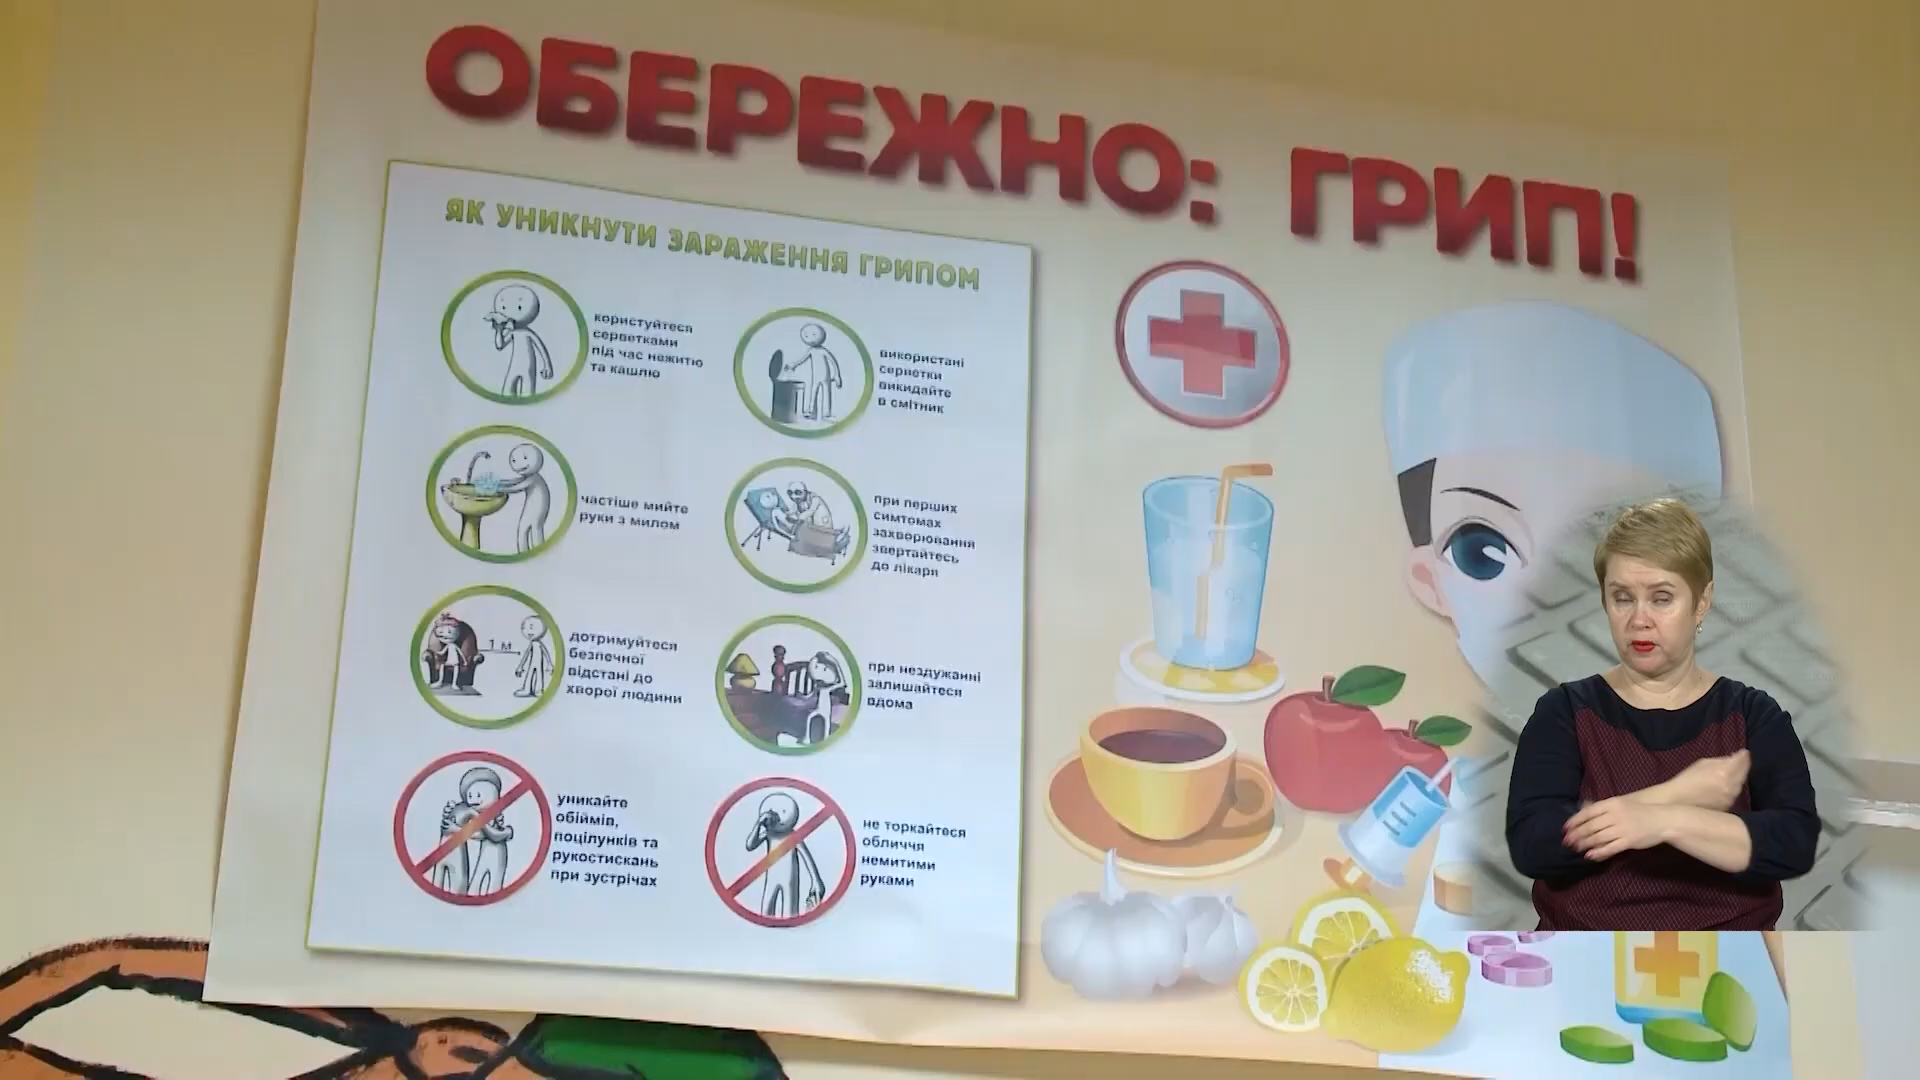 ОБЕРЕЖНО: ГРИП!
ЯК УНИКНУТИ ЗАРАЖЕННЯ ГРИПОМ
користуйтеся
серветками
під час нежитю
та кашлю
використані
серветки
викидайте
в смітник
частіше мийте
руки з милом
при перших
симптомах
захворювання
звертайтесь
до лікаря
1 м
дотримуйтеся
безпечної
відстані до
хворої людини
при нездужанні
залишайтеся
вдома
уникайте
обіймів,
поцілунків та
рукостискань
при зустрічах
не торкайтеся
обличчя
немитими
руками